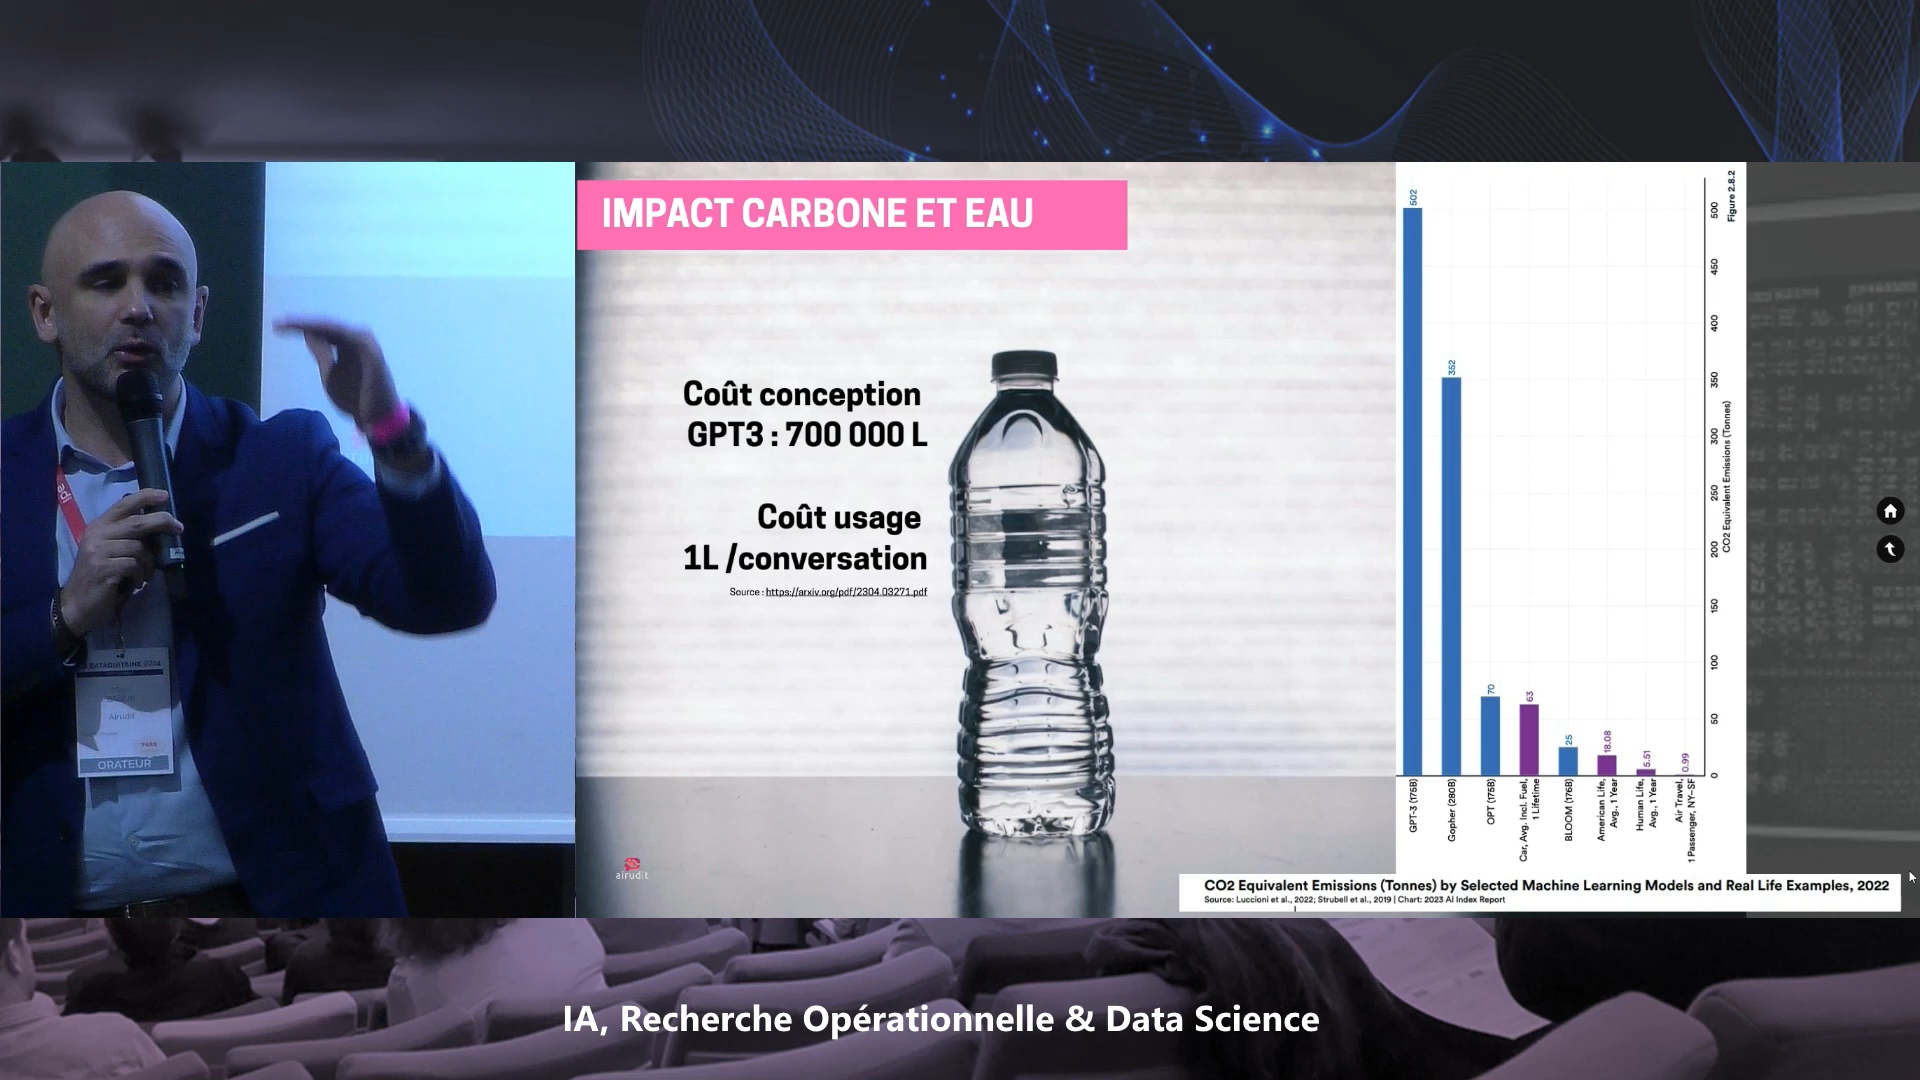 IMPACT CARBONE ET EAU
Coût conception
GPT3 : 700 000 L
Coût usage
1L /conversation
Source : https://arxiv.org/pdf/2304.03271.pdf
airudit
502
352
70
63
25
18.08
5.51
0.99
GPT-3 (175B)
Gopher (280B)
OPT (175B)
Car, Avg. Incl. Fuel,
1 Lifetime
BLOOM (176B)
American Life,
Avg., 1 Year
Human Life,
Avg., 1 Year
Air Travel,
1 Passenger, NY–SF
0
50
100
150
200
250
300
350
400
450
500
CO2 Equivalent Emissions (Tonnes)
Figure 2.8.2
CO2 Equivalent Emissions (Tonnes) by Selected Machine Learning Models and Real Life Examples, 2022
Source: Luccioni et al., 2022; Strubell et al., 2019 | Chart: 2023 AI Index Report
DATAQUITAINE 2024
Airudit
ORATEUR
IA, Recherche Opérationnelle & Data Science